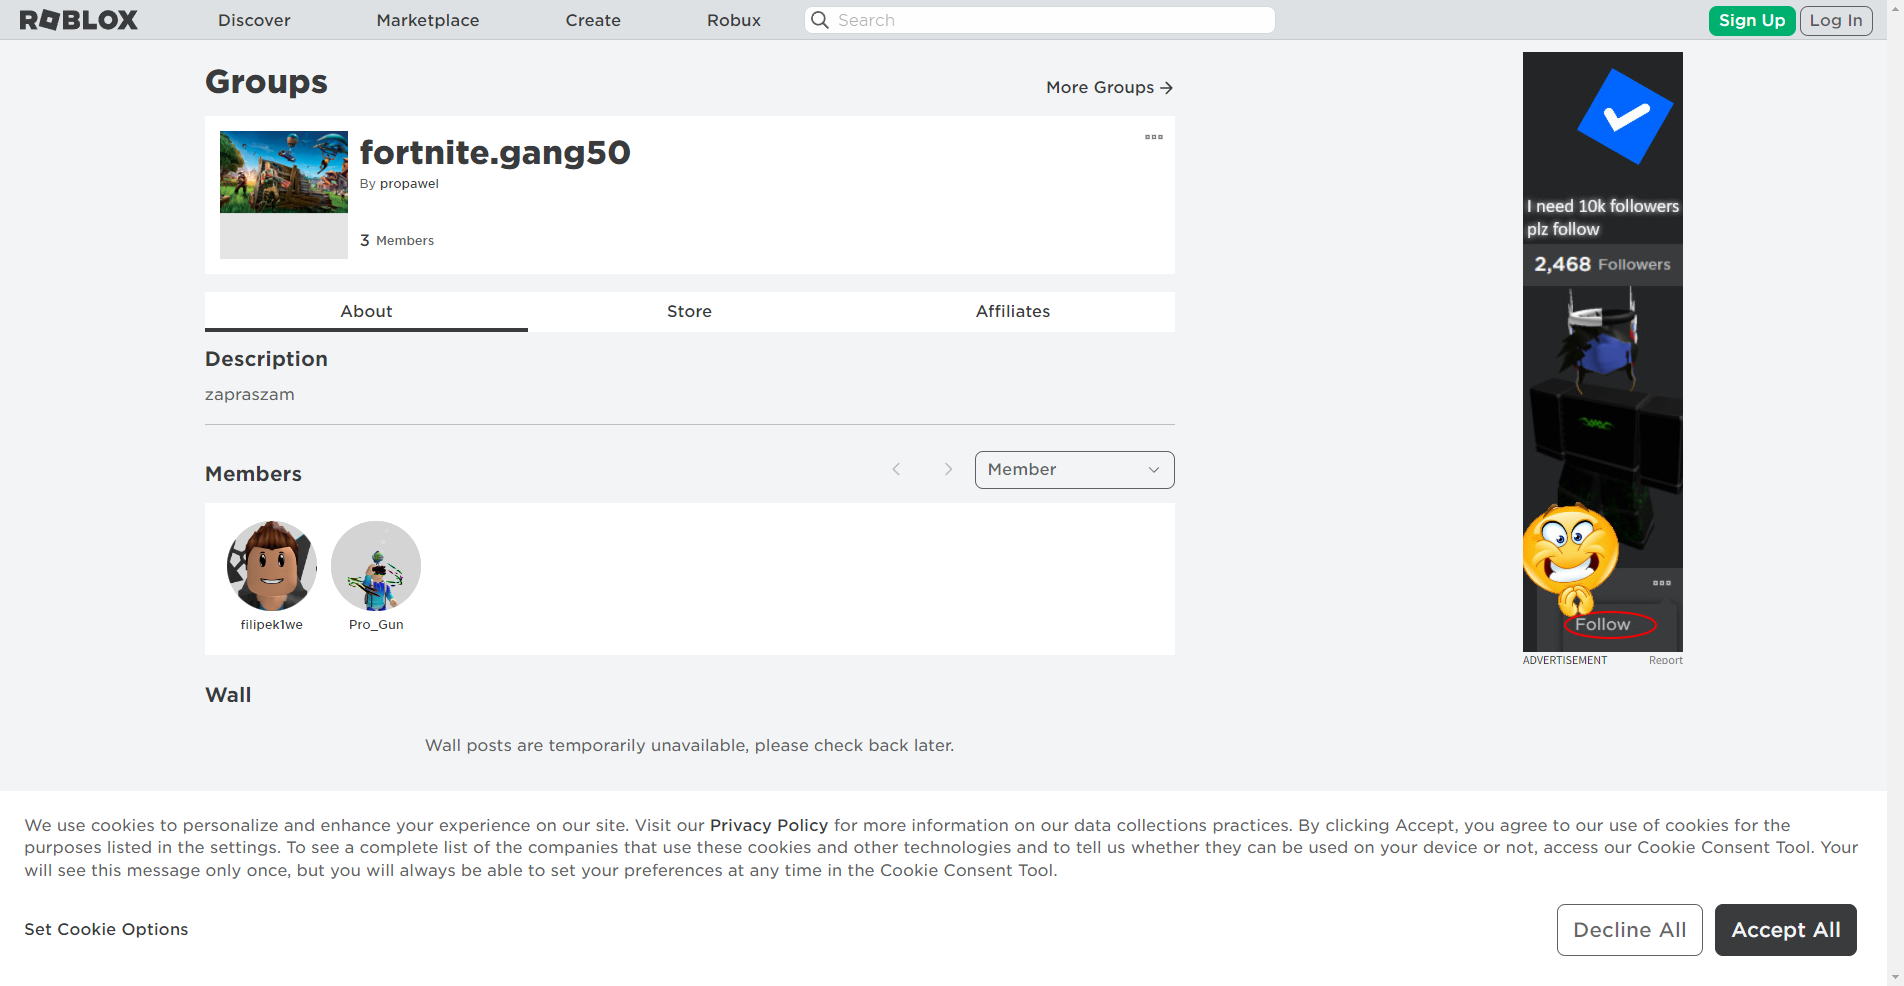 ROBLOX
Discover
Marketplace
Create
Robux
Search
Sign Up
Log In
Groups
More Groups
fortnite.gang50
By propawel
3 Members
About
Store
Affiliates
Description
zapraszam
Members
Member
filipek1we
Pro_Gun
Wall
Wall posts are temporarily unavailable, please check back later.
I need 10k followers
plz follow
2,468 Followers
Follow
ADVERTISEMENT
Report
We use cookies to personalize and enhance your experience on our site. Visit our Privacy Policy for more information on our data collections practices. By clicking Accept, you agree to our use of cookies for the
purposes listed in the settings. To see a complete list of the companies that use these cookies and other technologies and to tell us whether they can be used on your device or not, access our Cookie Consent Tool. Your
will see this message only once, but you will always be able to set your preferences at any time in the Cookie Consent Tool.
Set Cookie Options
Decline All
Accept All